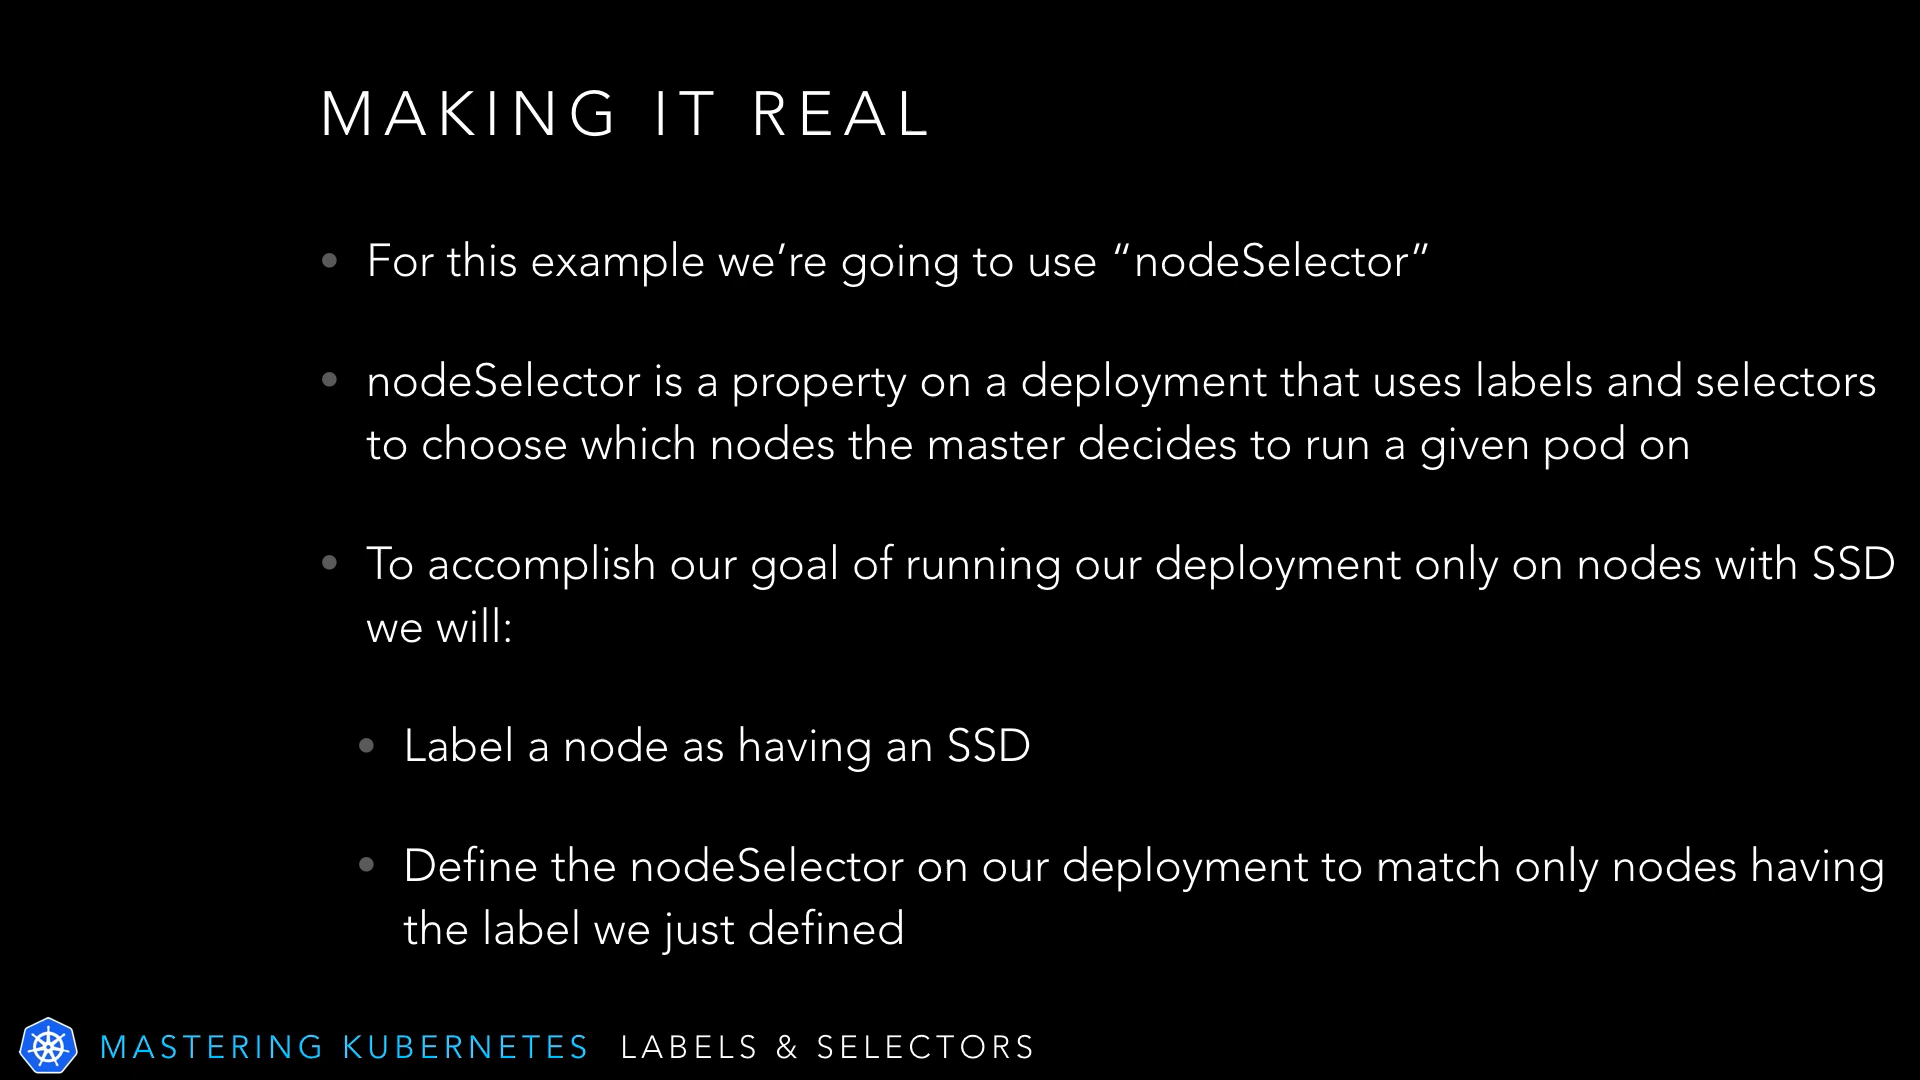 MAKING IT REAL
• For this example we’re going to use “nodeSelector”
• nodeSelector is a property on a deployment that uses labels and selectors
to choose which nodes the master decides to run a given pod on
• To accomplish our goal of running our deployment only on nodes with SSD
we will:
• Label a node as having an SSD
• Define the nodeSelector on our deployment to match only nodes having
the label we just defined
MASTERING KUBERNETES LABELS & SELECTORS